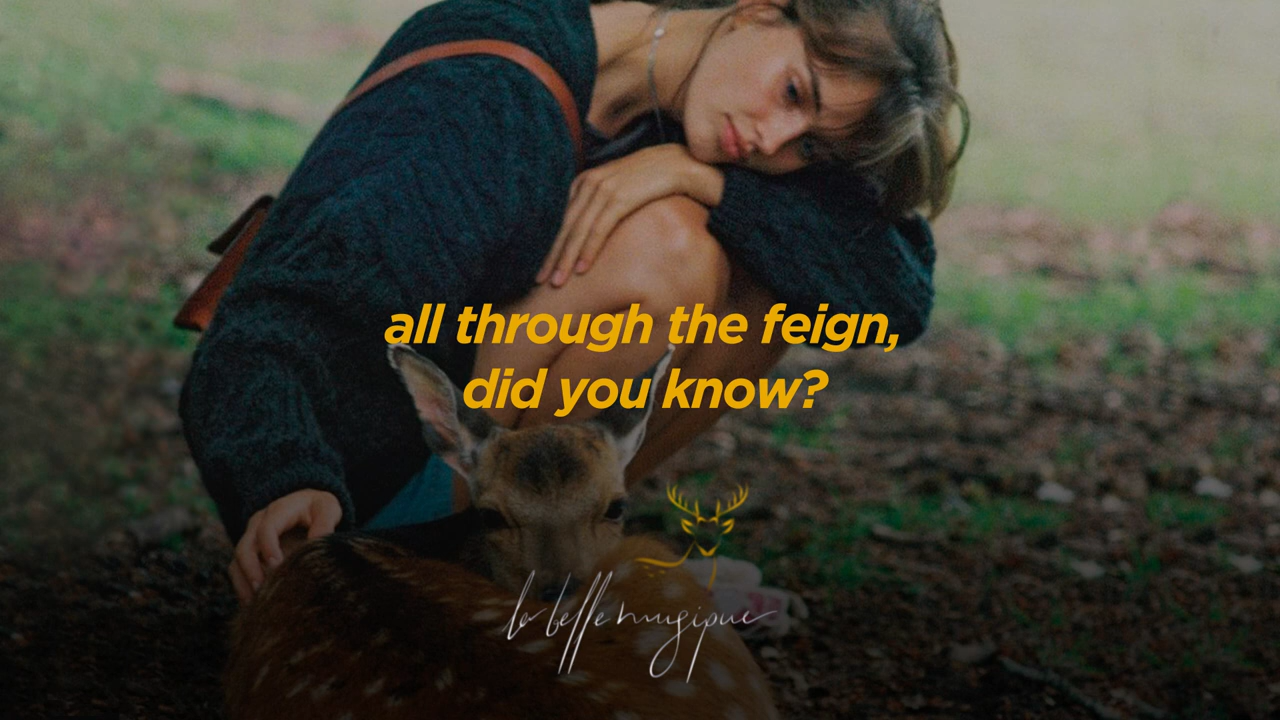 all through the feign,
did you know?
la belle musique